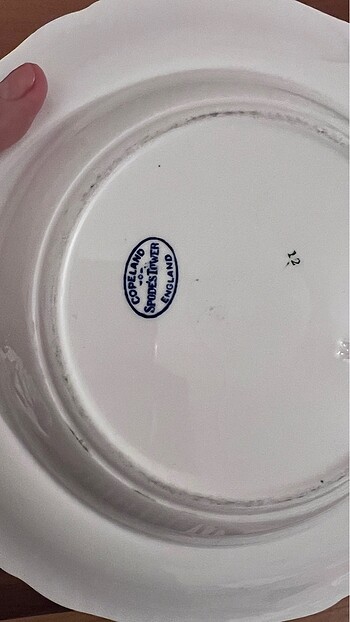 COPELAND
SPODE'S TOWER
ENGLAND
12